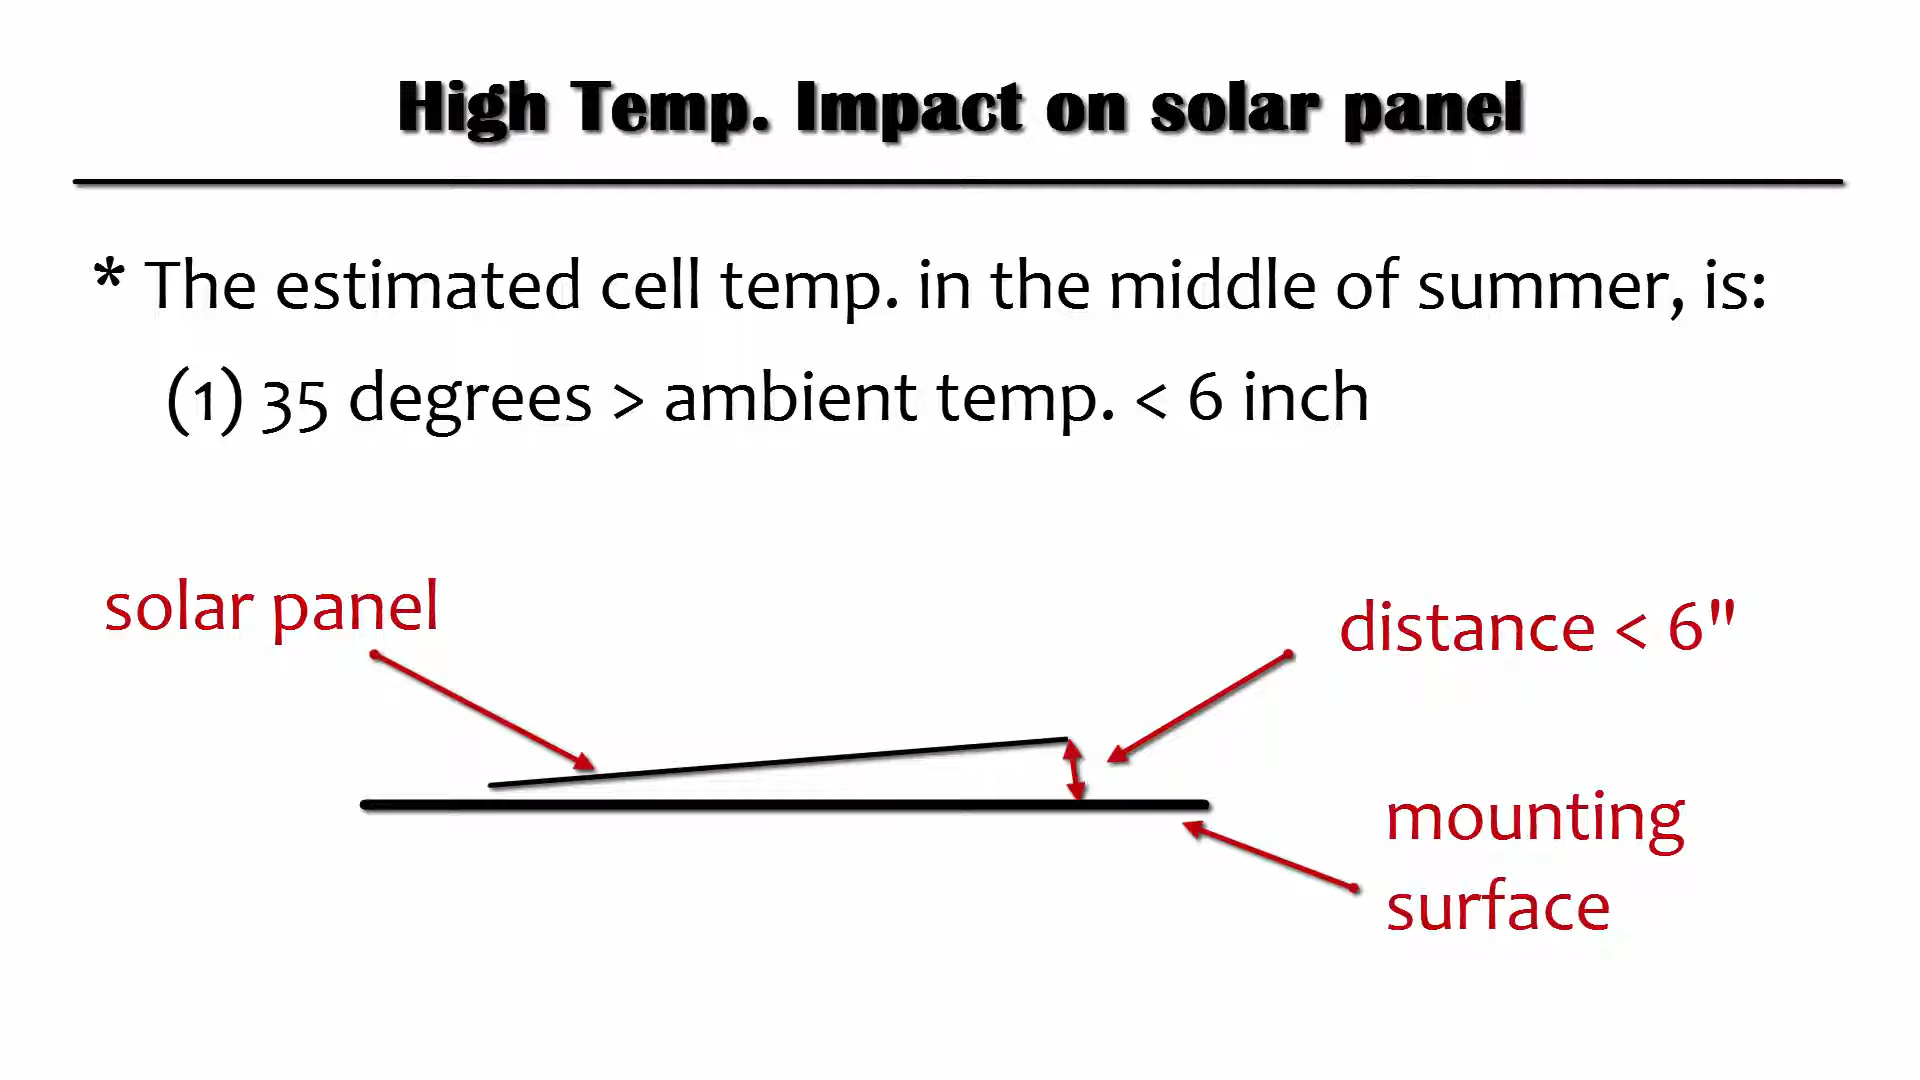 High Temp. Impact on solar panel
* The estimated cell temp. in the middle of summer, is:
(1) 35 degrees > ambient temp. < 6 inch
solar panel
distance < 6"
mounting
surface